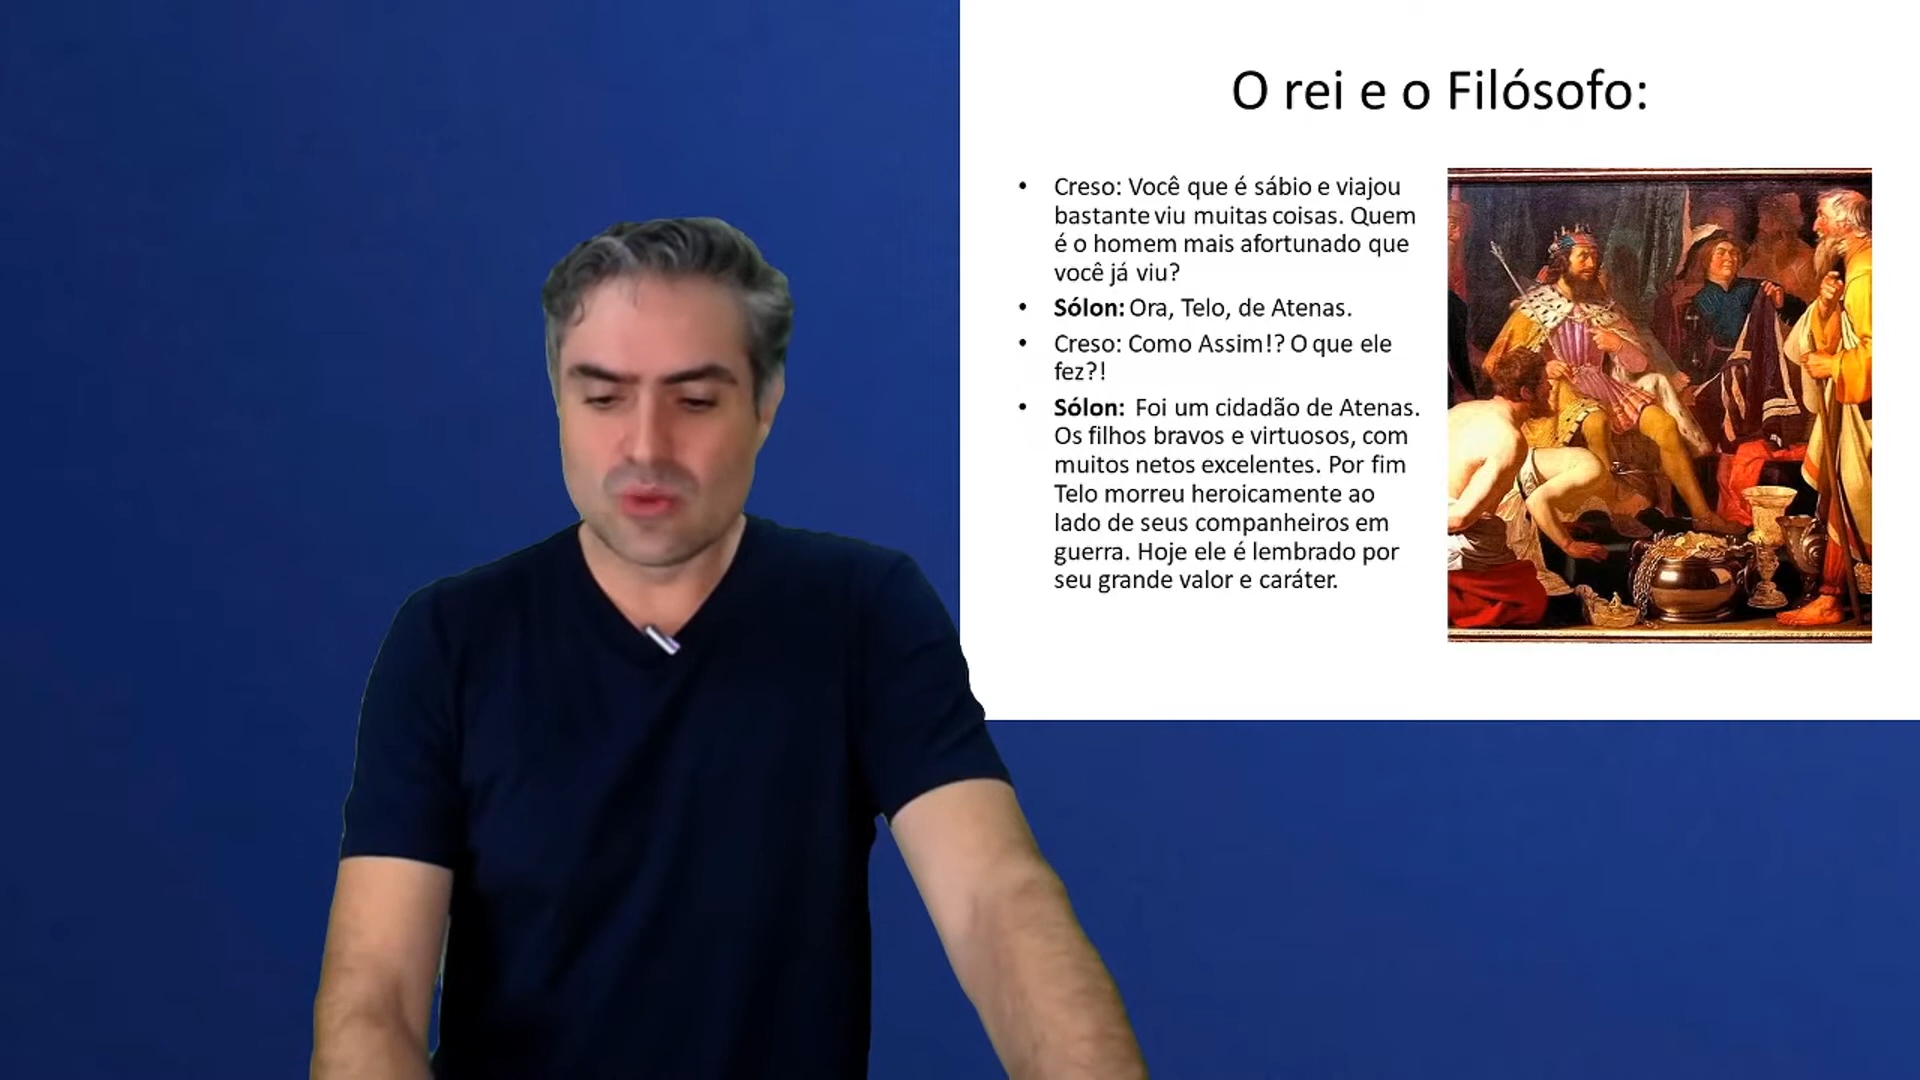 O rei e o Filósofo:
• Creso: Você que é sábio e viajou
bastante viu muitas coisas. Quem
é o homem mais afortunado que
você já viu?
• Sólon: Ora, Telo, de Atenas.
• Creso: Como Assim!? O que ele
fez?!
• Sólon: Foi um cidadão de Atenas.
Os filhos bravos e virtuosos, com
muitos netos excelentes. Por fim
Telo morreu heroicamente ao
lado de seus companheiros em
guerra. Hoje ele é lembrado por
seu grande valor e caráter.